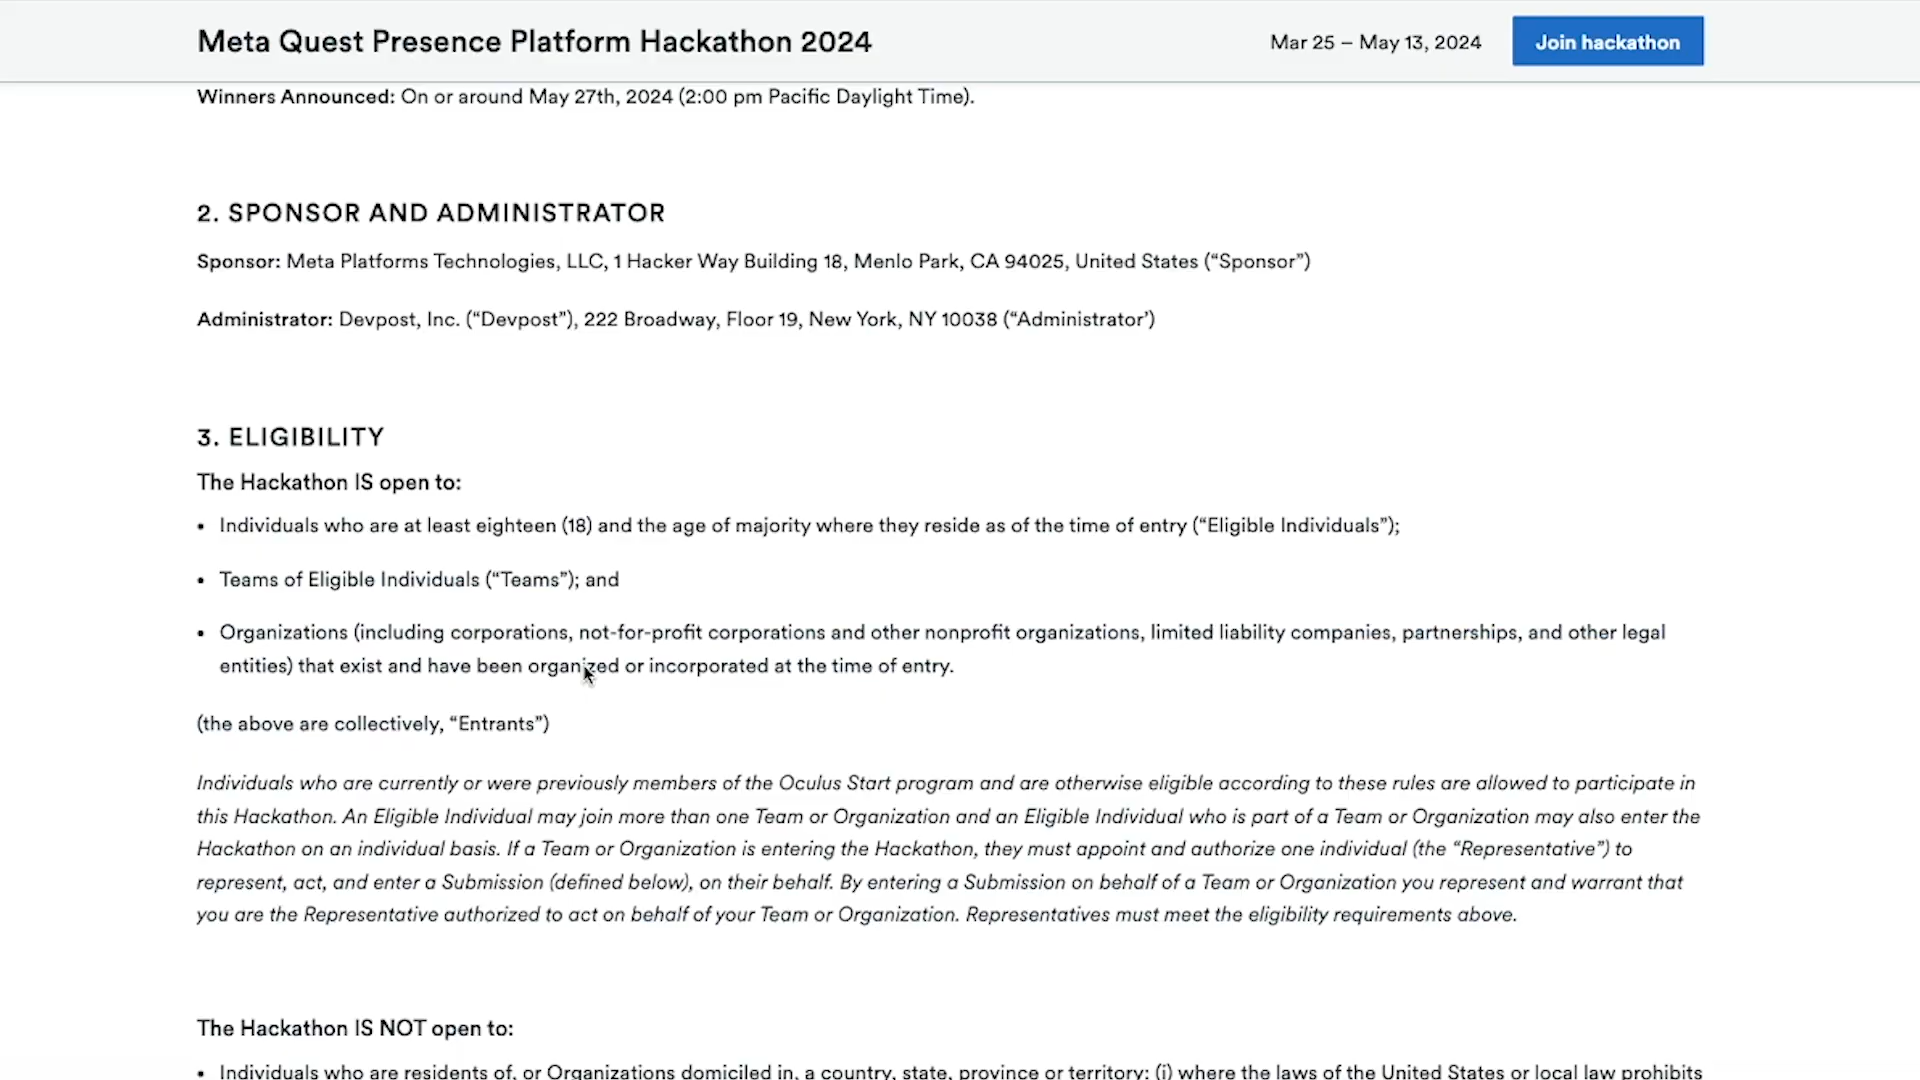 Meta Quest Presence Platform Hackathon 2024
Mar 25 – May 13, 2024
Join hackathon
Winners Announced: On or around May 27th, 2024 (2:00 pm Pacific Daylight Time).
2. SPONSOR AND ADMINISTRATOR
Sponsor: Meta Platforms Technologies, LLC, 1 Hacker Way Building 18, Menlo Park, CA 94025, United States (“Sponsor”)
Administrator: Devpost, Inc. (“Devpost”), 222 Broadway, Floor 19, New York, NY 10038 (“Administrator’)
3. ELIGIBILITY
The Hackathon IS open to:
• Individuals who are at least eighteen (18) and the age of majority where they reside as of the time of entry (“Eligible Individuals”);
• Teams of Eligible Individuals (“Teams”); and
• Organizations (including corporations, not-for-profit corporations and other nonprofit organizations, limited liability companies, partnerships, and other legal
entities) that exist and have been organized or incorporated at the time of entry.
(the above are collectively, “Entrants”)
Individuals who are currently or were previously members of the Oculus Start program and are otherwise eligible according to these rules are allowed to participate in
this Hackathon. An Eligible Individual may join more than one Team or Organization and an Eligible Individual who is part of a Team or Organization may also enter the
Hackathon on an individual basis. If a Team or Organization is entering the Hackathon, they must appoint and authorize one individual (the “Representative”) to
represent, act, and enter a Submission (defined below), on their behalf. By entering a Submission on behalf of a Team or Organization you represent and warrant that
you are the Representative authorized to act on behalf of your Team or Organization. Representatives must meet the eligibility requirements above.
The Hackathon IS NOT open to:
• Individuals who are residents of, or Organizations domiciled in, a country, state, province or territory: (i) where the laws of the United States or local law prohibits